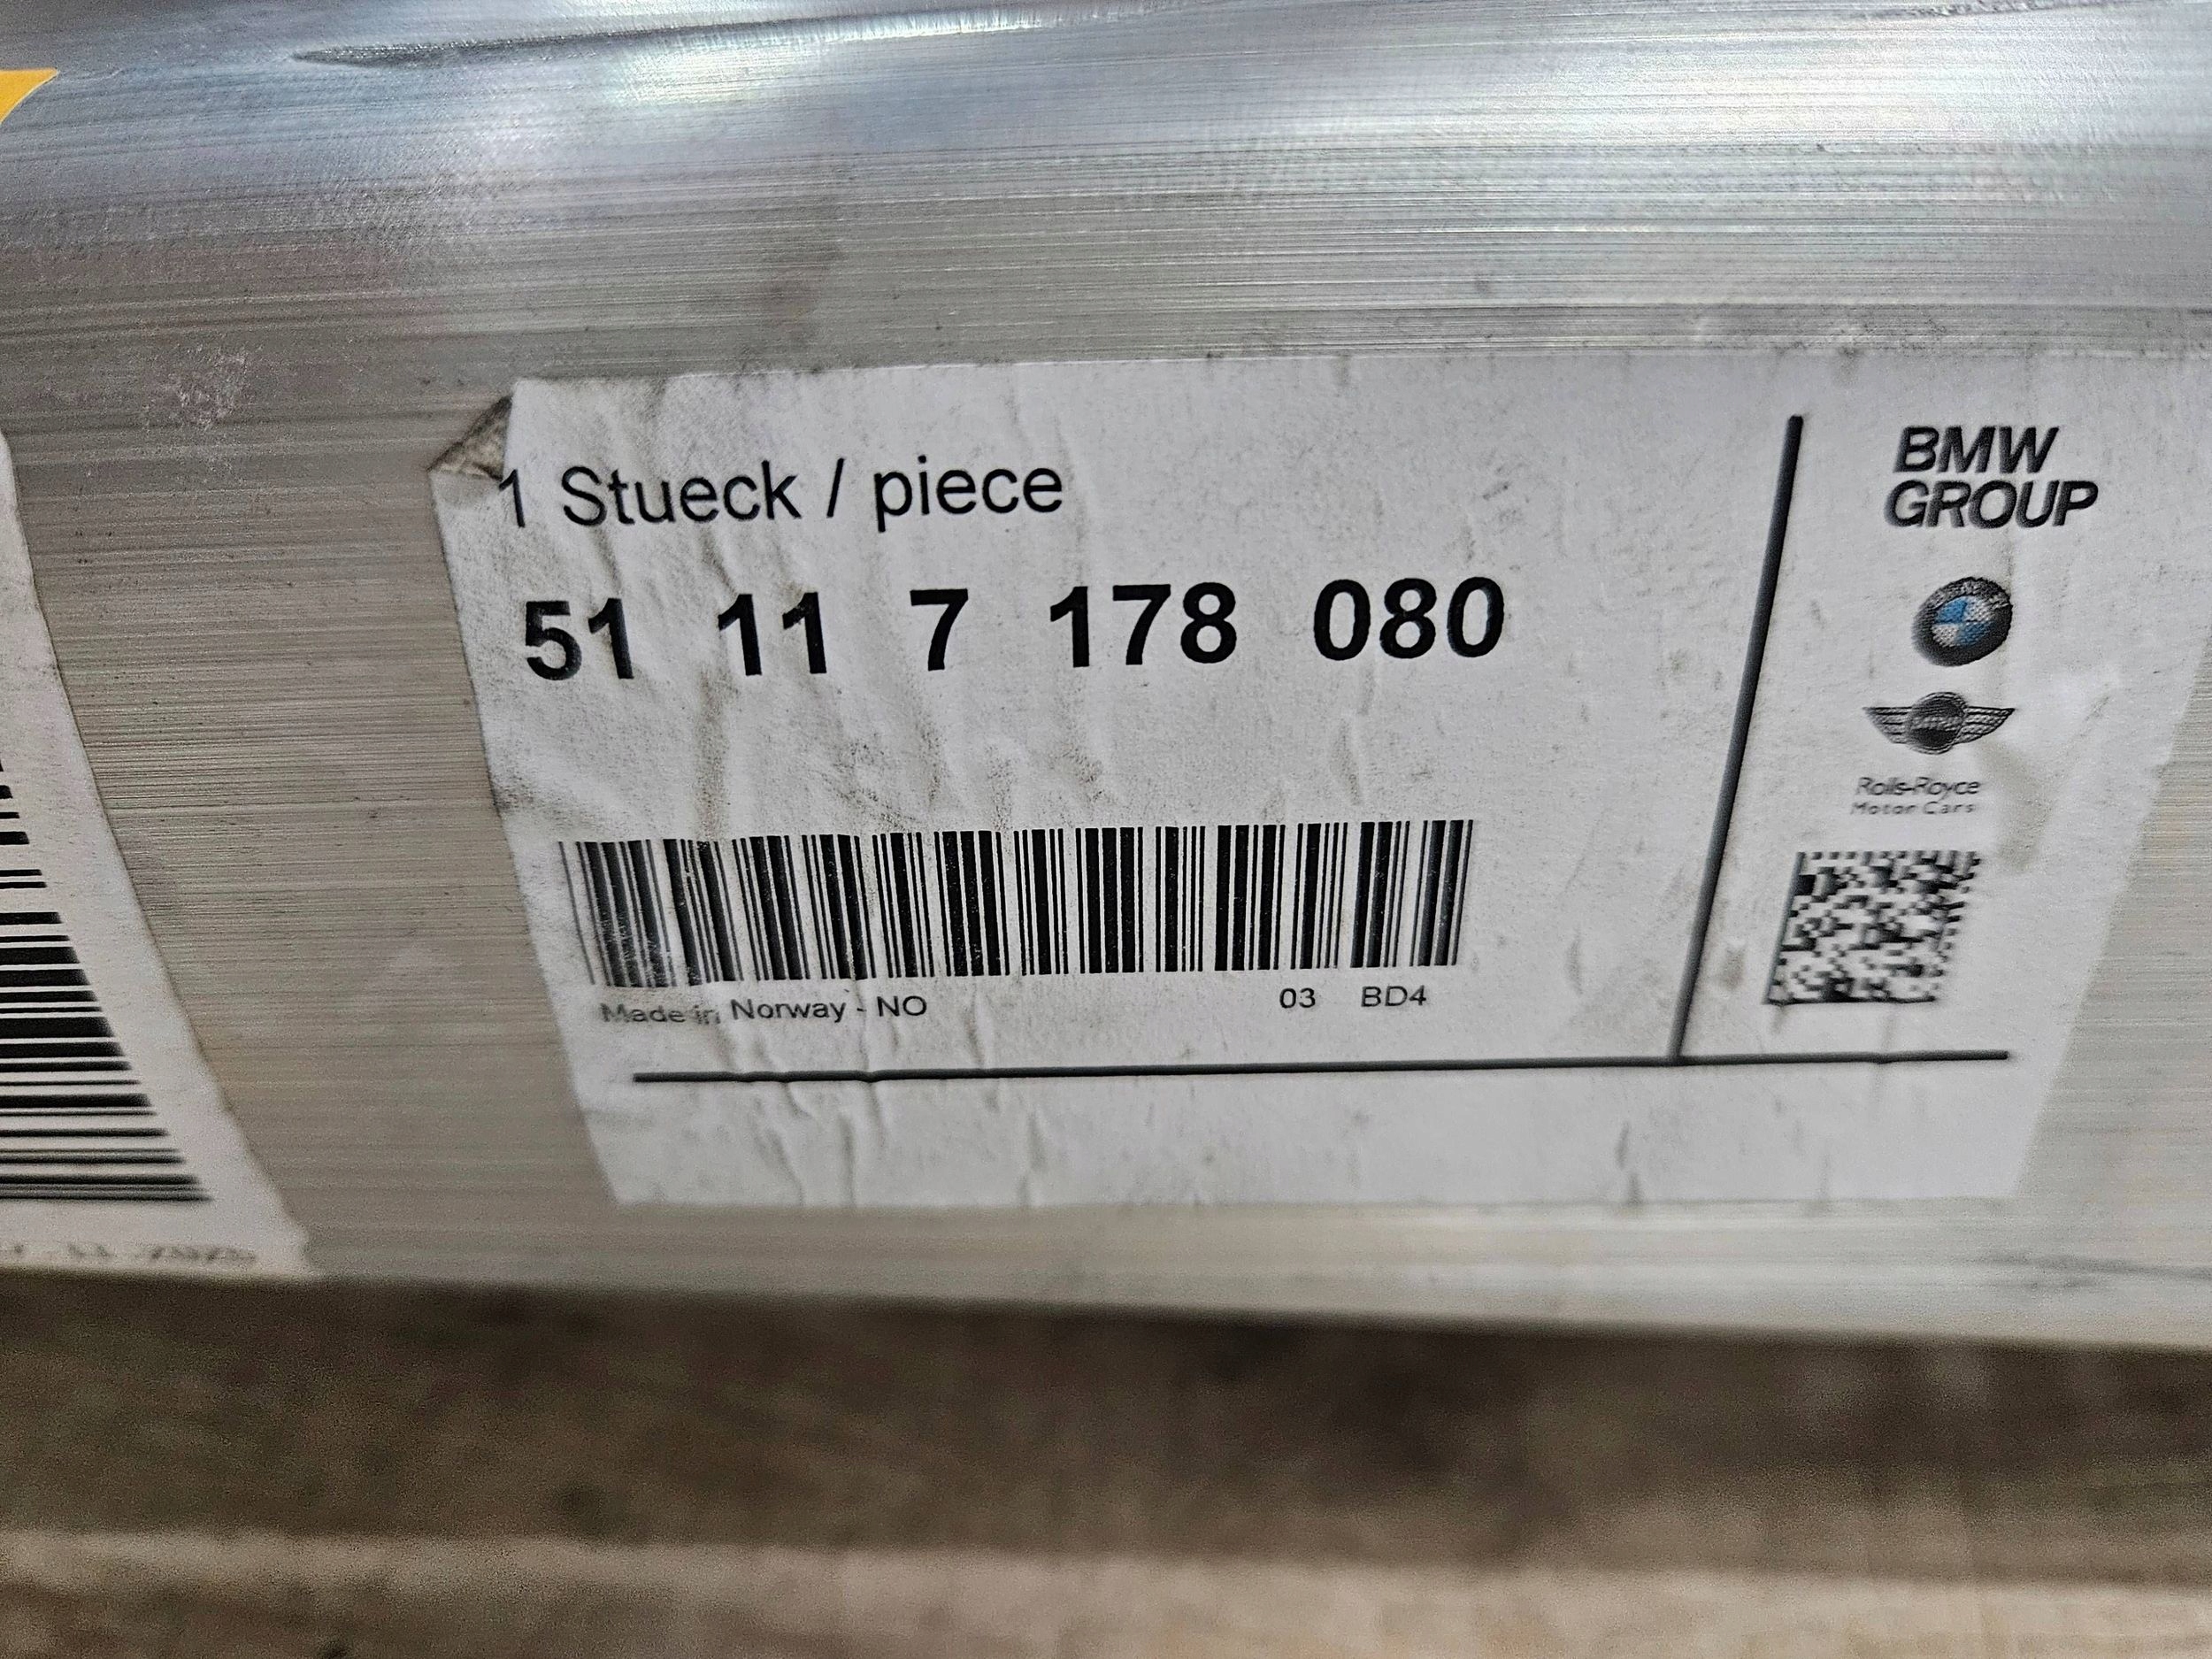 1 Stueck / piece
51 11 7 178 080
Made in Norway - NO 03 BD4
BMW
GROUP
MINI
Rolls-Royce
Motor Cars